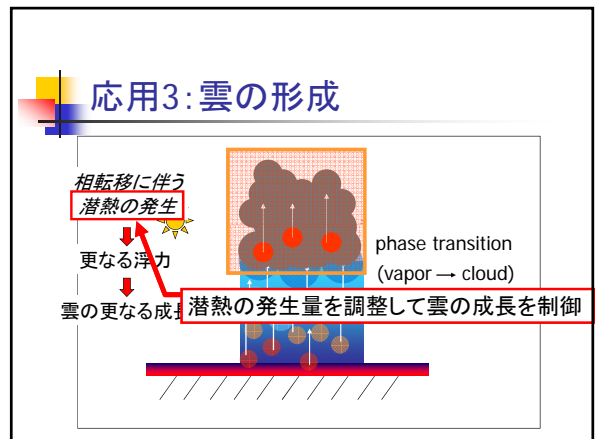 応用3:雲の形成
相転移に伴う
潜熱の発生
更なる浮力
雲の更なる成長
phase transition
(vapor → cloud)
潜熱の発生量を調整して雲の成長を制御